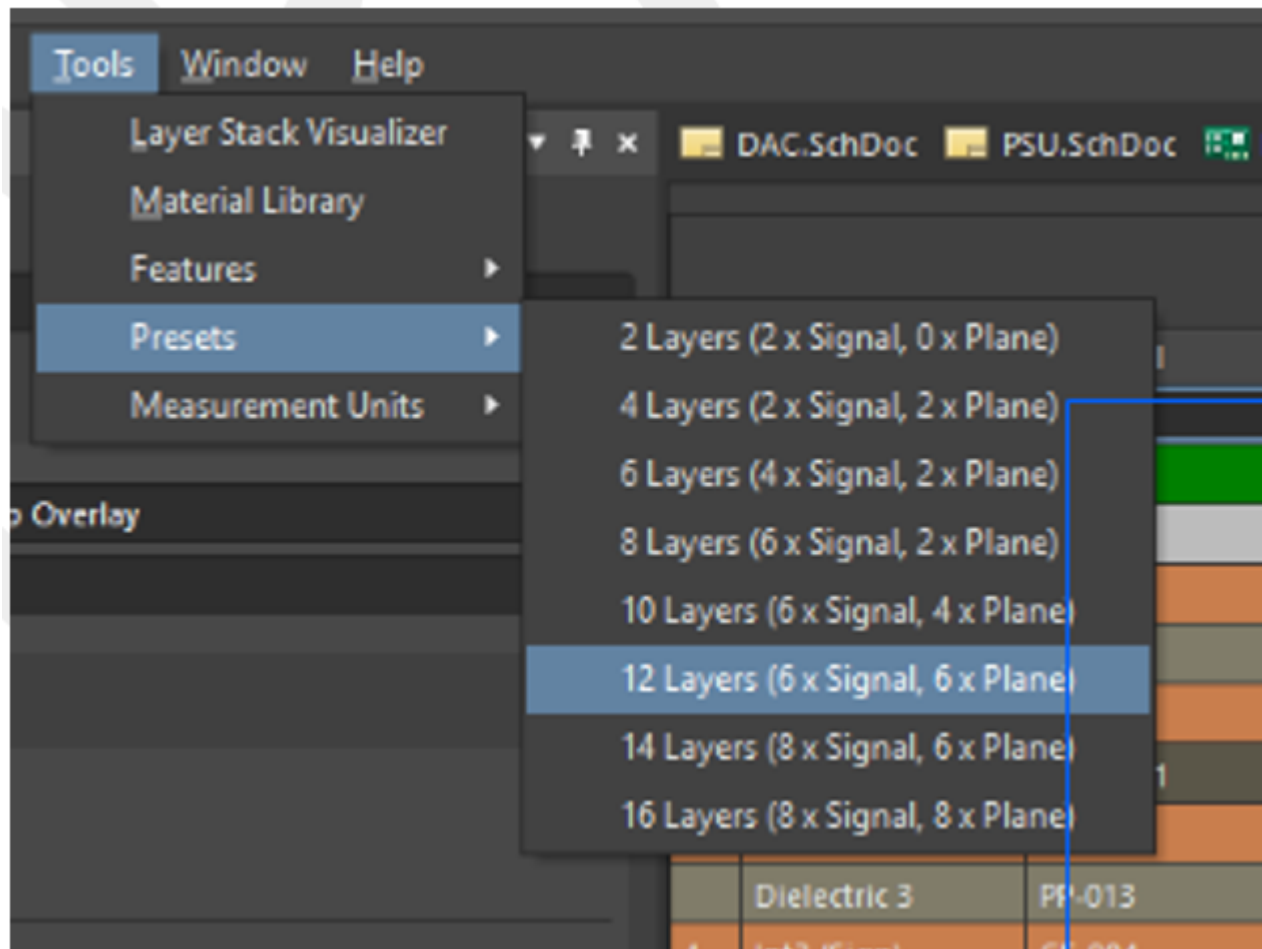 Tools Window Help
Layer Stack Visualizer
Material Library
Features
Presets
Measurement Units
DAC.SchDoc PSU.SchDoc
2 Layers (2 x Signal, 0 x Plane)
4 Layers (2 x Signal, 2 x Plane)
6 Layers (4 x Signal, 2 x Plane)
8 Layers (6 x Signal, 2 x Plane)
10 Layers (6 x Signal, 4 x Plane)
12 Layers (6 x Signal, 6 x Plane)
14 Layers (8 x Signal, 6 x Plane)
16 Layers (8 x Signal, 8 x Plane)
Overlay
1
Dielectric 3 PP-013